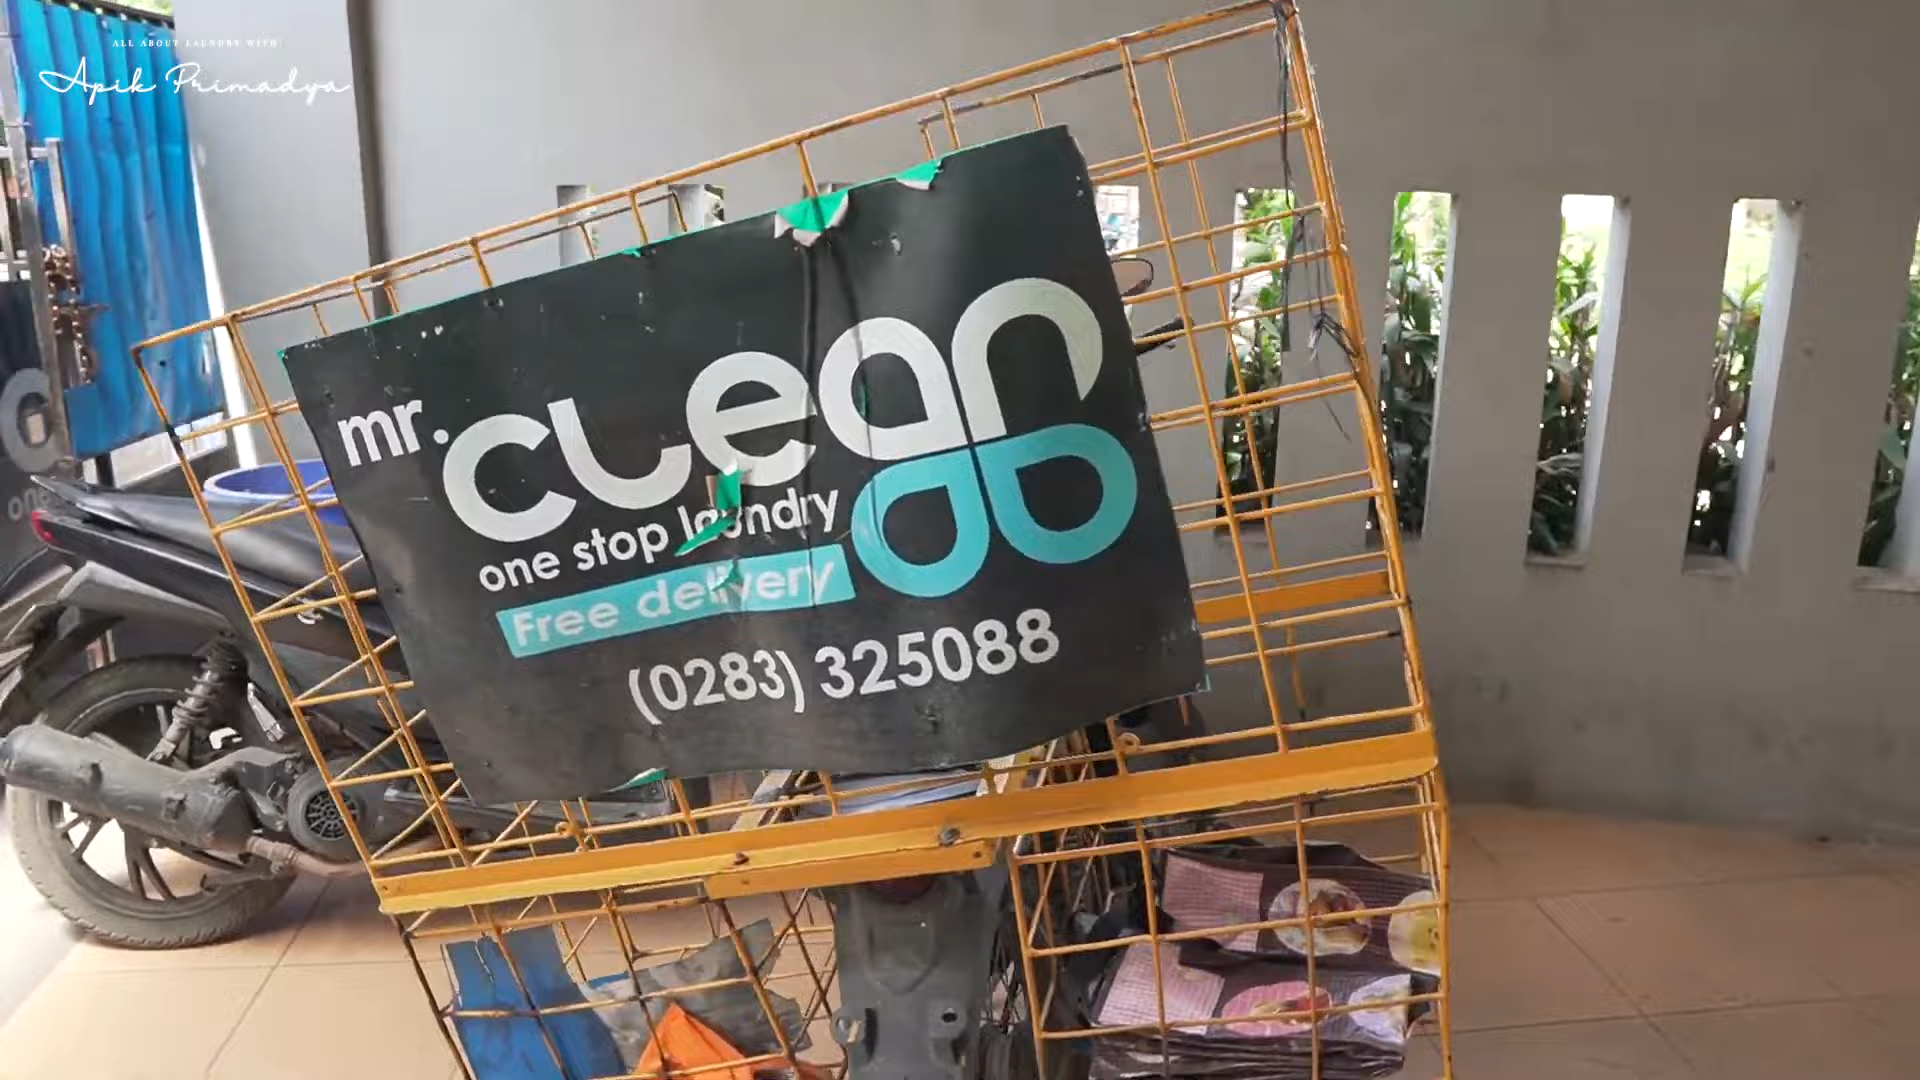 ALL ABOUT LAUNDRY WITH
Apik Primadya
mr. clean
one stop laundry
Free delivery
(0283) 325088